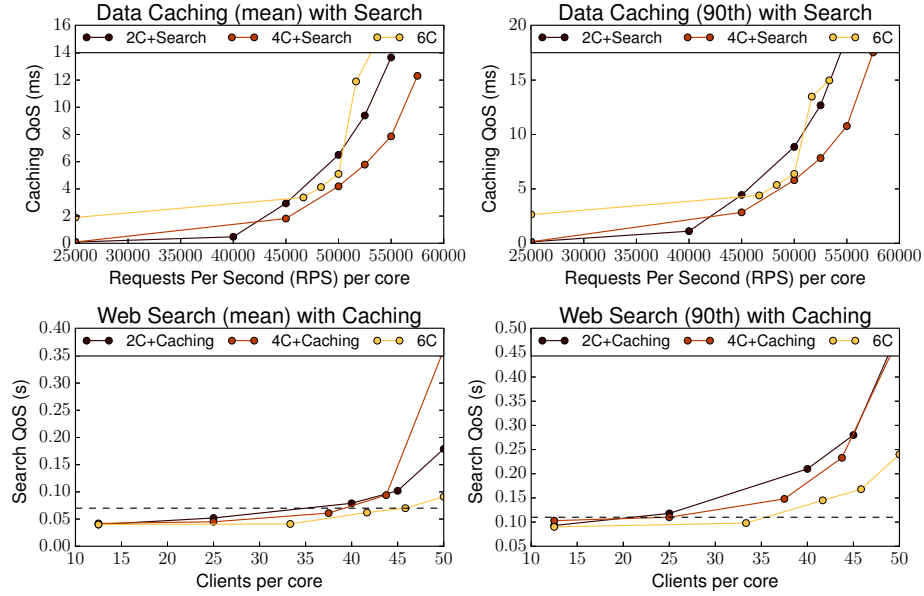 Data Caching (mean) with Search
16
14
12
10
8
6
4
2
0
Caching QoS (ms)
2C+Search 4C+Search 6C
25000 30000 35000 40000 45000 50000 55000 60000
Requests Per Second (RPS) per core
Data Caching (90th) with Search
20
15
10
5
0
Caching QoS (ms)
2C+Search 4C+Search 6C
25000 30000 35000 40000 45000 50000 55000 60000
Requests Per Second (RPS) per core
Web Search (mean) with Caching
0.40
0.35
0.30
0.25
0.20
0.15
0.10
0.05
0.00
Search QoS (s)
2C+Caching 4C+Caching 6C
10 15 20 25 30 35 40 45 50
Clients per core
Web Search (90th) with Caching
0.50
0.45
0.40
0.35
0.30
0.25
0.20
0.15
0.10
0.05
Search QoS (s)
2C+Caching 4C+Caching 6C
10 15 20 25 30 35 40 45 50
Clients per core